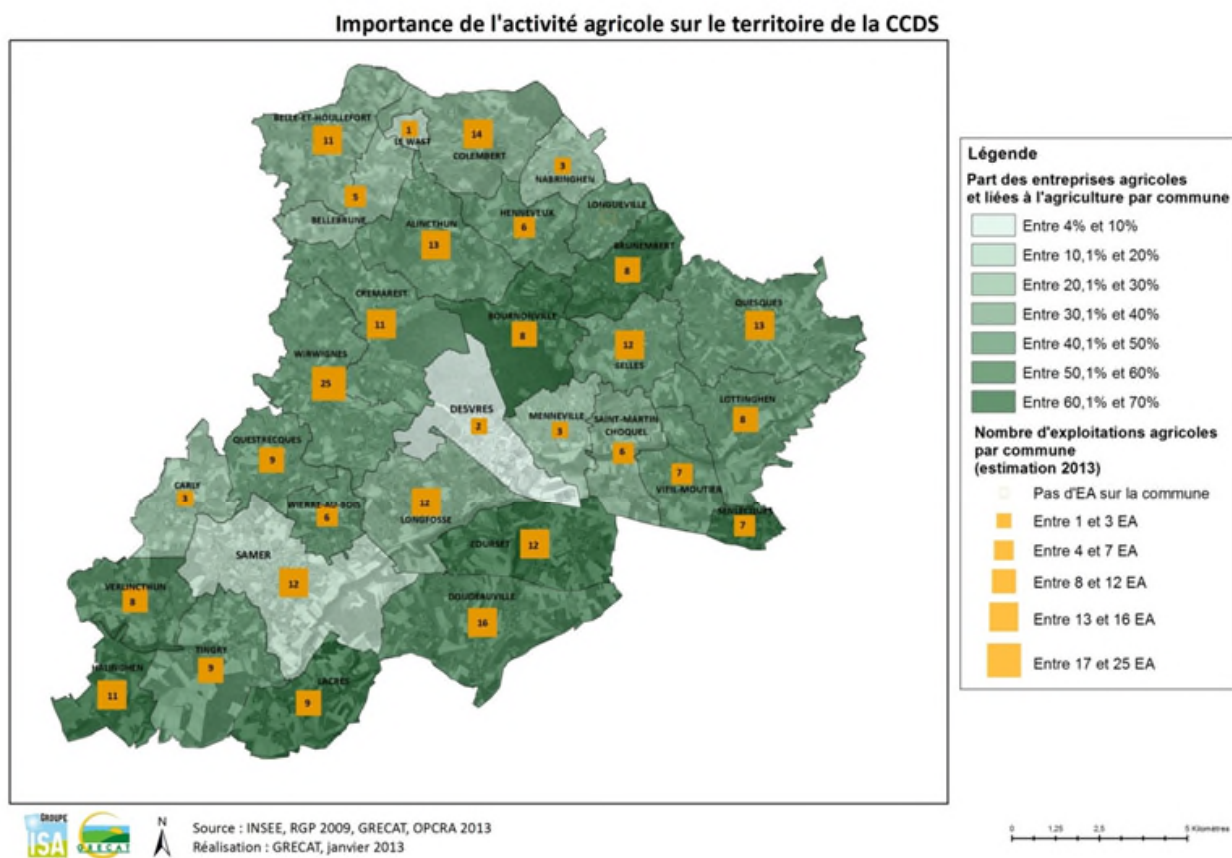 Importance de l'activité agricole sur le territoire de la CCDS
BELLE-ET-HOULLEFORT
11
1
LE WAST
14
COLEMBERT
3
NABRINGHEN
5
BELLEBRUNE
ALINCTHUN
13
HENNEVEUX
6
LONGUEVILLE
BRUNEMBERT
8
CREMAREST
11
BOURNONVILLE
8
12
SELLES
QUESQUES
13
WIRWIGNES
25
DESVRES
2
MENNEVILLE
3
SAINT-MARTIN
CHOQUEL
6
LOTTINGHEN
8
QUESTRECQUES
9
7
VIEIL-MOUTIER
CARLY
3
WIERRE-AU-BOIS
6
12
LONGFOSSE
SENLECQUES
7
SAMER
12
COURSET
12
VERLINCTHUN
8
DOUDEAUVILLE
16
TINGRY
9
HALINGHEN
11
LACRES
9
Légende
Part des entreprises agricoles
et liées à l'agriculture par commune
Entre 4% et 10%
Entre 10,1% et 20%
Entre 20,1% et 30%
Entre 30,1% et 40%
Entre 40,1% et 50%
Entre 50,1% et 60%
Entre 60,1% et 70%
Nombre d'exploitations agricoles
par commune
(estimation 2013)
Pas d'EA sur la commune
Entre 1 et 3 EA
Entre 4 et 7 EA
Entre 8 et 12 EA
Entre 13 et 16 EA
Entre 17 et 25 EA
GROUPE
ISA
GRECAT
N
Source : INSEE, RGP 2009, GRECAT, OPCRA 2013
Réalisation : GRECAT, janvier 2013
0 1,25 2,5 5 Kilomètres